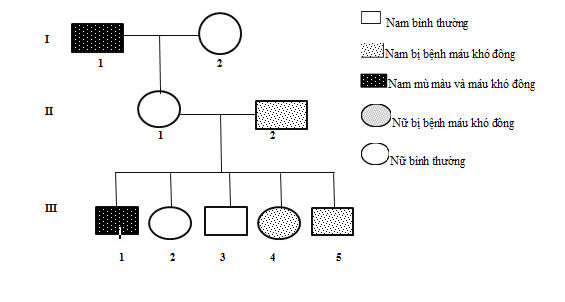 I
1
2
Nam bình thường
Nam bị bệnh máu khó đông
Nam mù màu và máu khó đông
II
1
2
Nữ bị bệnh máu khó đông
Nữ bình thường
III
1
2
3
4
5